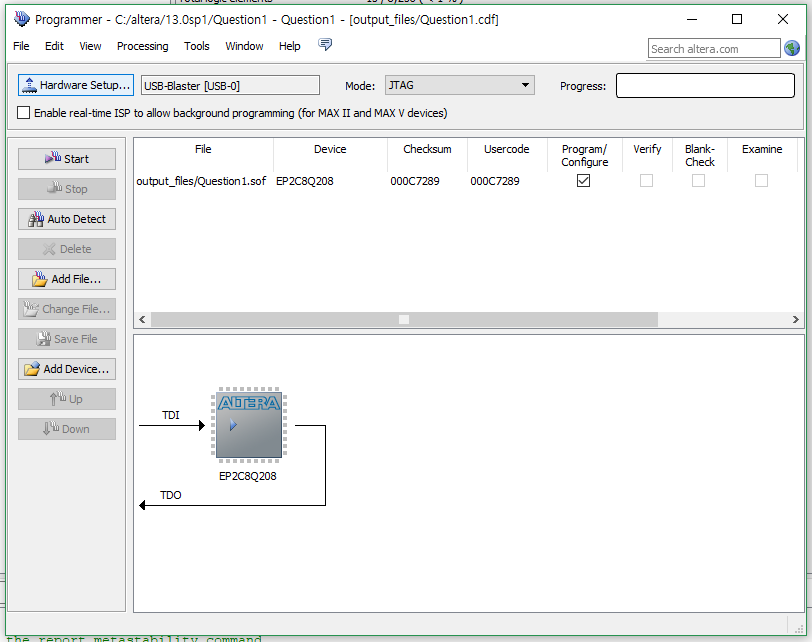 Programmer - C:/altera/13.0sp1/Question1 - Question1 - [output_files/Question1.cdf]
File Edit View Processing Tools Window Help
Search altera.com
Hardware Setup... USB-Blaster [USB-0] Mode: JTAG Progress:
Enable real-time ISP to allow background programming (for MAX II and MAX V devices)
Start
Stop
Auto Detect
Delete
Add File...
Change File...
Save File
Add Device...
Up
Down
File Device Checksum Usercode Program/ Verify Blank- Examine
Configure Check
output_files/Question1.sof EP2C8Q208 000C7289 000C7289
ALTERA
TDI
EP2C8Q208
TDO
the report_metastability command